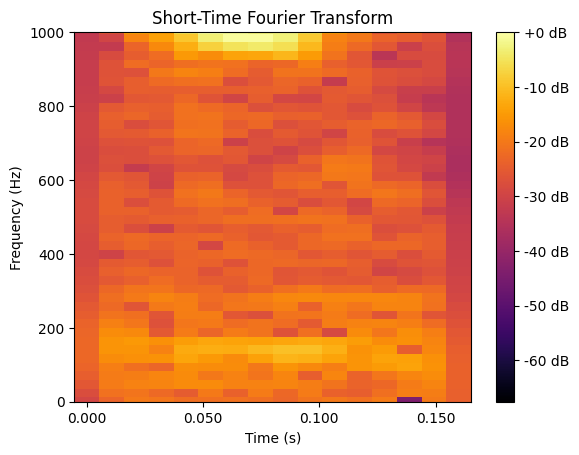 Short-Time Fourier Transform
1000
800
600
400
200
0
Frequency (Hz)
0.000
0.050
0.100
0.150
Time (s)
+0 dB
-10 dB
-20 dB
-30 dB
-40 dB
-50 dB
-60 dB